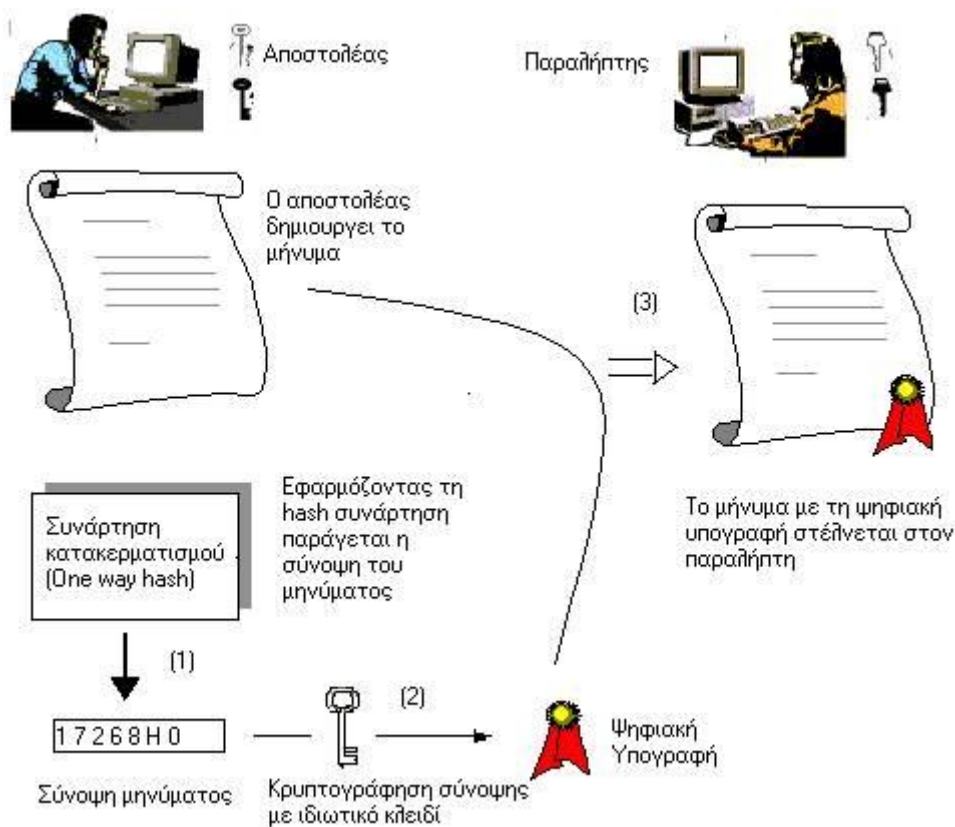 Αποστολέας
Παραλήπτης
Ο αποστολέας
δημιουργει το
μήνυμα
(3)
Συνάρτηση
κατακερματισμού
(One way hash)
Εφαρμόζοντας τη
hash συνάρτηση
παράγεται η
σύνοψη του
μηνύματος
Το μήνυμα με τη ψηφιακή
υπογραφή στέλνεται στον
παραλήπτη
(1)
(2)
17268H0
Ψηφιακή
Υπογραφή
Σύνοψη μηνύματος
Κρυπτογράφηση σύνοψης
με ιδιωτικό κλειδί